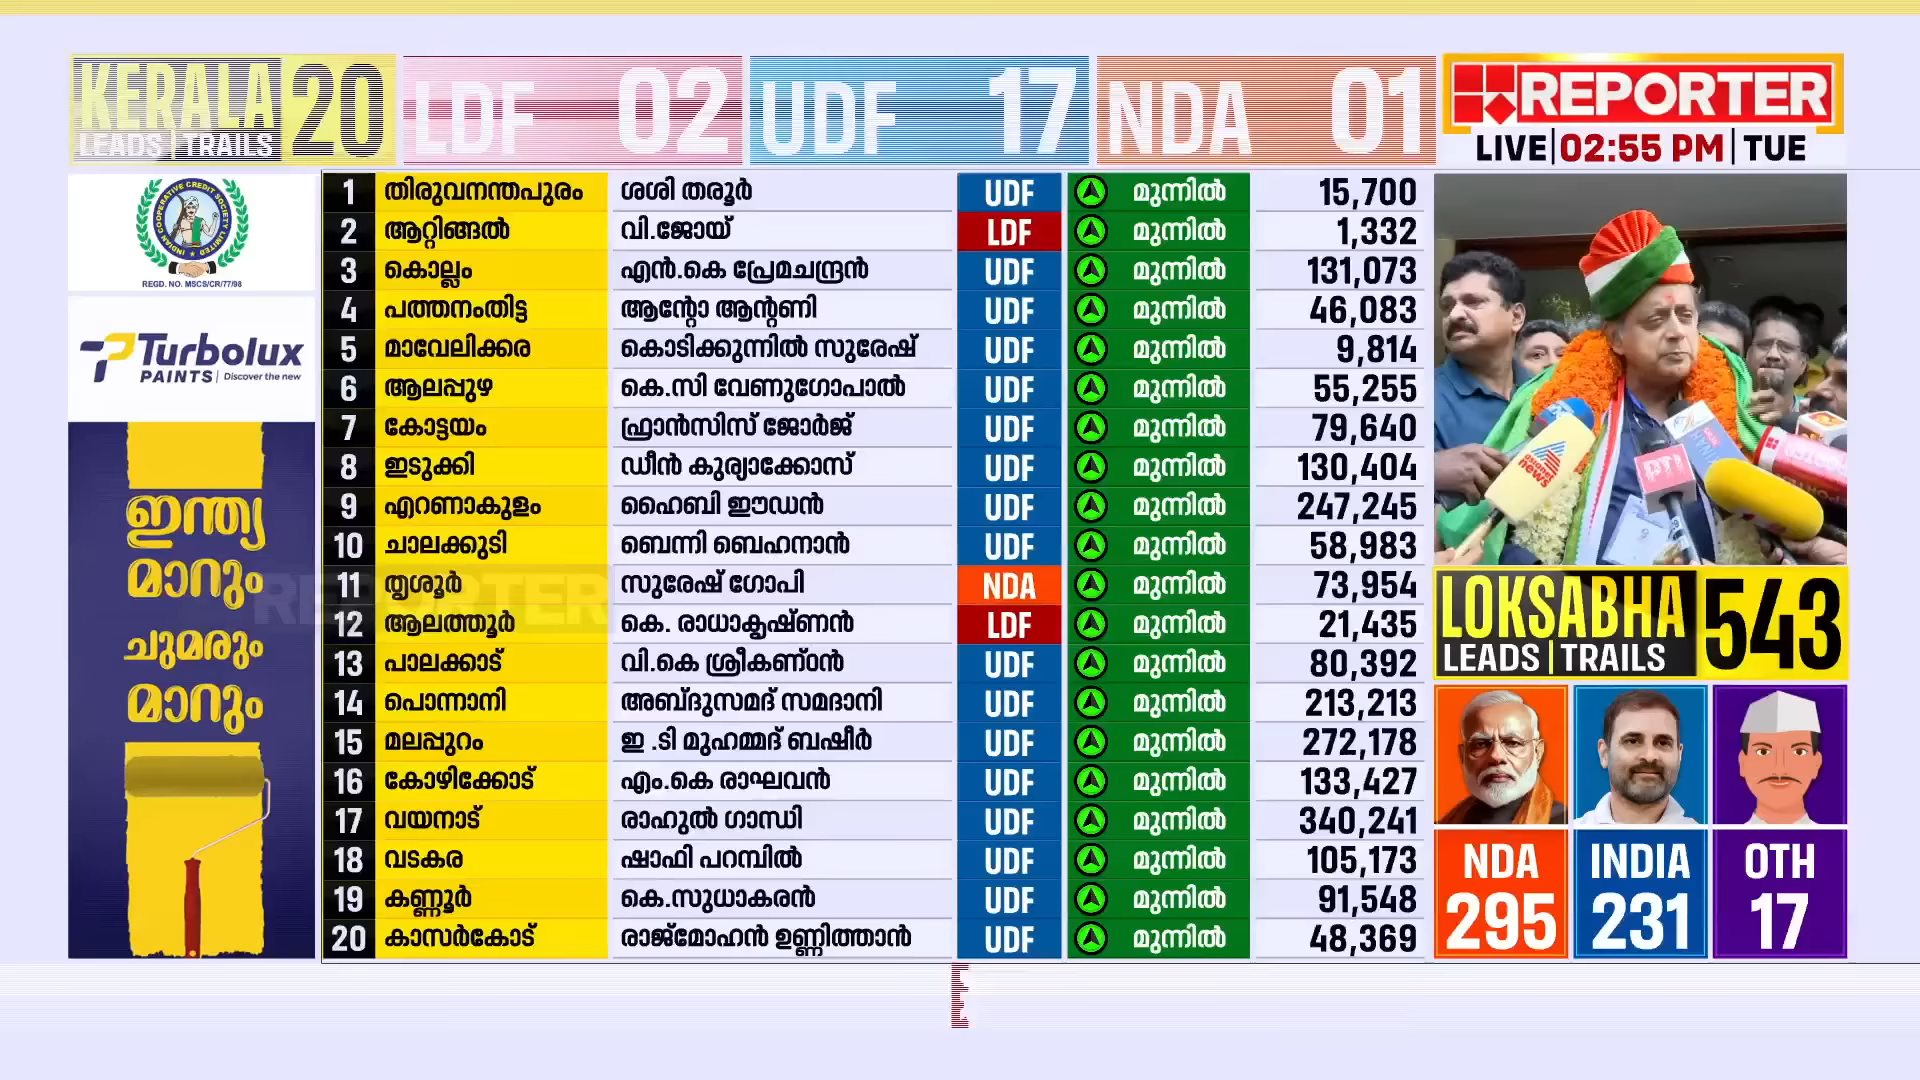 KERALA 20
LEADS | TRAILS
LDF 02
UDF 17
NDA 01
REPORTER
LIVE | 02:55 PM | TUE
INDIAN COOPERATIVE CREDIT SOCIETY LIMITED
REGD. NO. MSCS/CR/77/98
Turbolux
PAINTS | Discover the new
ഇന്ത്യ
മാറും
ചുമരും
മാറും
1 തിരുവനന്തപുരം ശശി തരൂർ UDF മുന്നിൽ 15,700
2 ആറ്റിങ്ങൽ വി.ജോയ് LDF മുന്നിൽ 1,332
3 കൊല്ലം എൻ.കെ പ്രേമചന്ദ്രൻ UDF മുന്നിൽ 131,073
4 പത്തനംതിട്ട ആന്റോ ആന്റണി UDF മുന്നിൽ 46,083
5 മാവേലിക്കര കൊടിക്കുന്നിൽ സുരേഷ് UDF മുന്നിൽ 9,814
6 ആലപ്പുഴ കെ.സി വേണുഗോപാൽ UDF മുന്നിൽ 55,255
7 കോട്ടയം ഫ്രാൻസിസ് ജോർജ് UDF മുന്നിൽ 79,640
8 ഇടുക്കി ഡീൻ കുര്യാക്കോസ് UDF മുന്നിൽ 130,404
9 എറണാകുളം ഹൈബി ഈഡൻ UDF മുന്നിൽ 247,245
10 ചാലക്കുടി ബെന്നി ബെഹനാൻ UDF മുന്നിൽ 58,983
11 തൃശൂർ സുരേഷ് ഗോപി NDA മുന്നിൽ 73,954
12 ആലത്തൂർ കെ. രാധാകൃഷ്ണൻ LDF മുന്നിൽ 21,435
13 പാലക്കാട് വി.കെ ശ്രീകണ്ഠൻ UDF മുന്നിൽ 80,392
14 പൊന്നാനി അബ്ദുസമദ് സമദാനി UDF മുന്നിൽ 213,213
15 മലപ്പുറം ഇ .ടി മുഹമ്മദ് ബഷീർ UDF മുന്നിൽ 272,178
16 കോഴിക്കോട് എം.കെ രാഘവൻ UDF മുന്നിൽ 133,427
17 വയനാട് രാഹുൽ ഗാന്ധി UDF മുന്നിൽ 340,241
18 വടകര ഷാഫി പറമ്പിൽ UDF മുന്നിൽ 105,173
19 കണ്ണൂർ കെ.സുധാകരൻ UDF മുന്നിൽ 91,548
20 കാസർകോട് രാജ്മോഹൻ ഉണ്ണിത്താൻ UDF മുന്നിൽ 48,369
REPORTER
asianet news
LOKSABHA 543
LEADS | TRAILS
NDA 295
INDIA 231
OTH 17